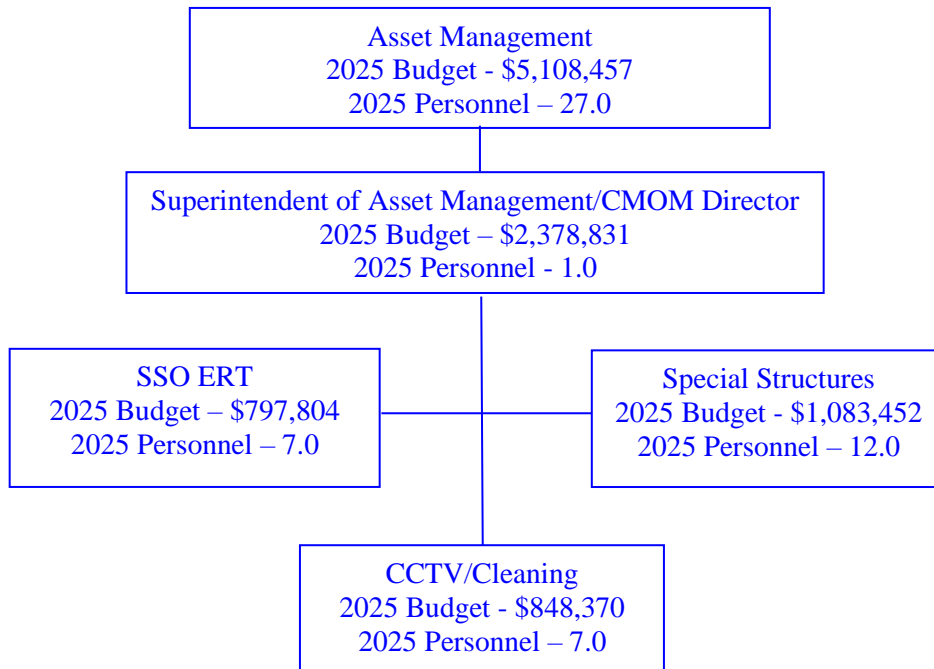 Asset Management
2025 Budget - $5,108,457
2025 Personnel – 27.0
Superintendent of Asset Management/CMOM Director
2025 Budget – $2,378,831
2025 Personnel - 1.0
SSO ERT
2025 Budget – $797,804
2025 Personnel – 7.0
Special Structures
2025 Budget - $1,083,452
2025 Personnel – 12.0
CCTV/Cleaning
2025 Budget - $848,370
2025 Personnel – 7.0